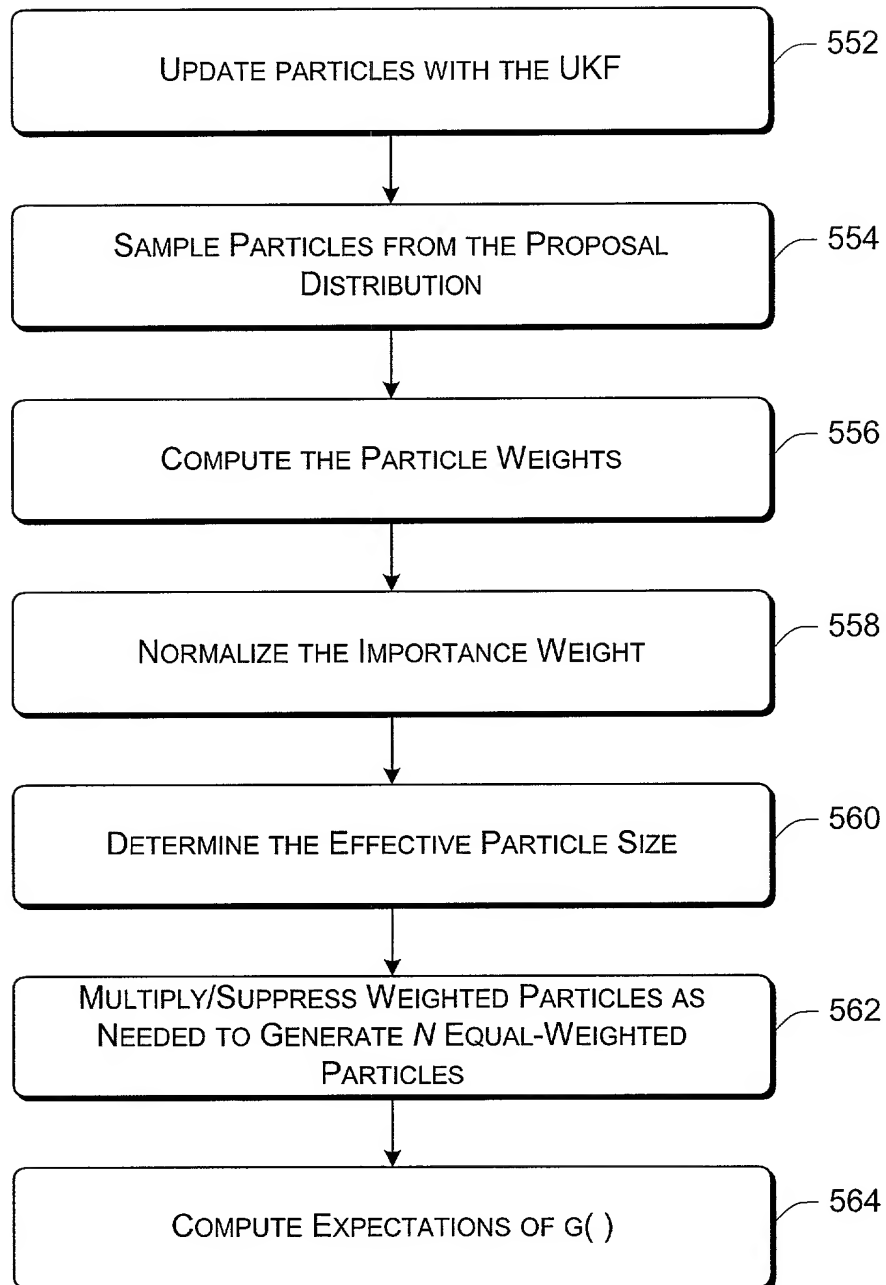 UPDATE PARTICLES WITH THE UKF
552
SAMPLE PARTICLES FROM THE PROPOSAL
DISTRIBUTION
554
COMPUTE THE PARTICLE WEIGHTS
556
NORMALIZE THE IMPORTANCE WEIGHT
558
DETERMINE THE EFFECTIVE PARTICLE SIZE
560
MULTIPLY/SUPPRESS WEIGHTED PARTICLES AS
NEEDED TO GENERATE N EQUAL-WEIGHTED
PARTICLES
562
COMPUTE EXPECTATIONS OF G( )
564